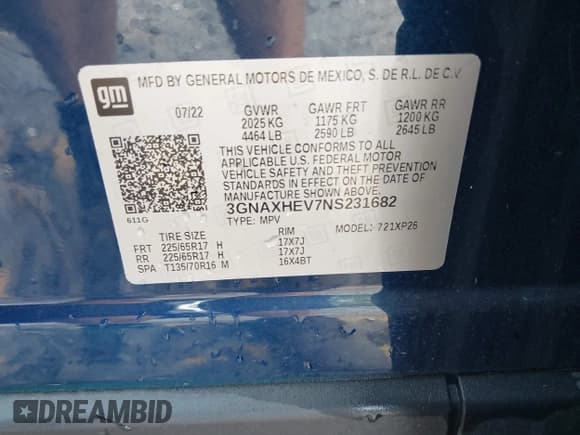 gm
MFD BY GENERAL MOTORS DE MEXICO, S. DE R.L. DE C.V.
07/22 GVWR GAWR FRT GAWR RR
2025 KG 1175 KG 1200 KG
4464 LB 2590 LB 2645 LB
THIS VEHICLE CONFORMS TO ALL
APPLICABLE U.S. FEDERAL MOTOR
VEHICLE SAFETY AND THEFT PREVENTION
STANDARDS IN EFFECT ON THE DATE OF
MANUFACTURE SHOWN ABOVE.
611G 3GNAXHEV7NS231682
TYPE: MPV MODEL: 721XP26
TIRE SIZE RIM
FRT 225/65R17 H 17X7J
RR 225/65R17 H 17X7J
SPA T135/70R16 M 16X4BT
DREAMBID